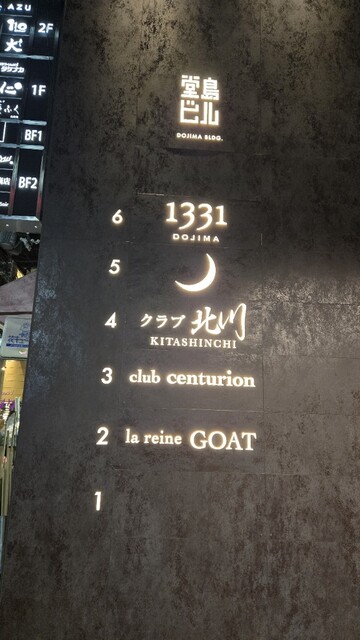 AZU
2F
1F
BF1
BF2
堂島
ビル
DOJIMA BLDG.
6 1331
DOJIMA
5
4 クラブ 北川
KITASHINCHI
3 club centurion
2 la reine GOAT
1